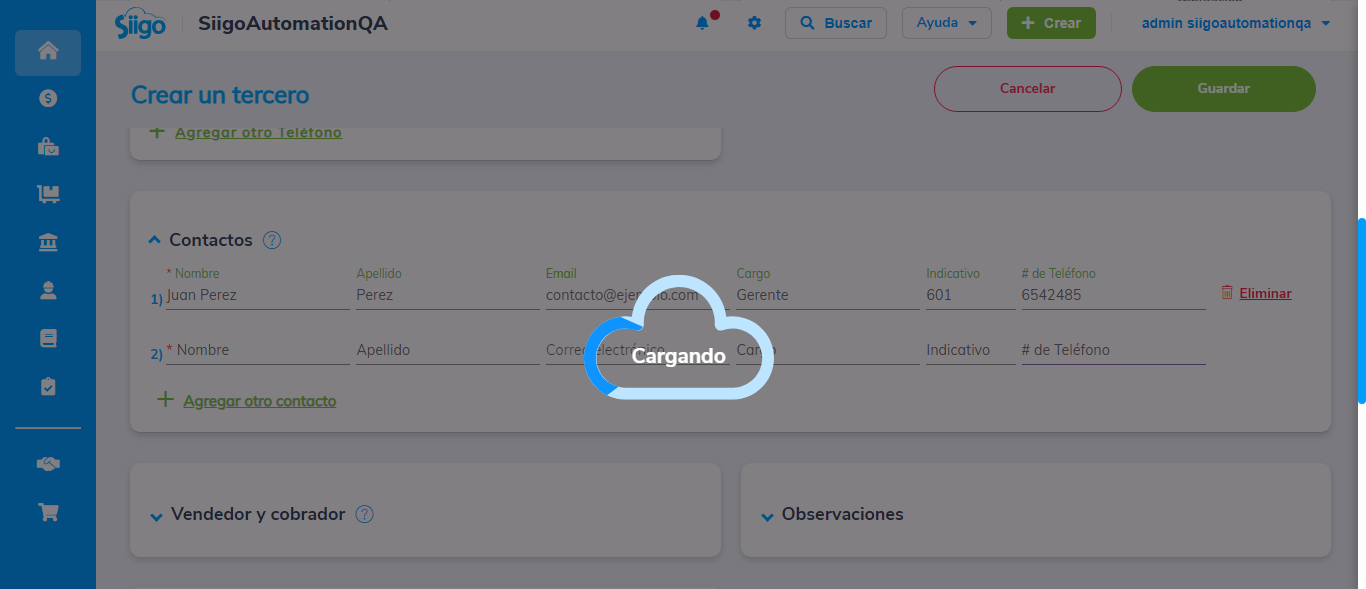 Siigo
SiigoAutomationQA
Buscar
Ayuda
Crear
admin siigoautomationqa
Crear un tercero
Cancelar
Guardar
Agregar otro Teléfono
Contactos ?
* Nombre Apellido Email Cargo Indicativo # de Teléfono
1) Juan Perez Perez contacto@ejemplo.com Gerente 601 6542485 Eliminar
2) * Nombre Apellido Correo electrónico Cargo Indicativo # de Teléfono
Cargando
Agregar otro contacto
Vendedor y cobrador ?
Observaciones